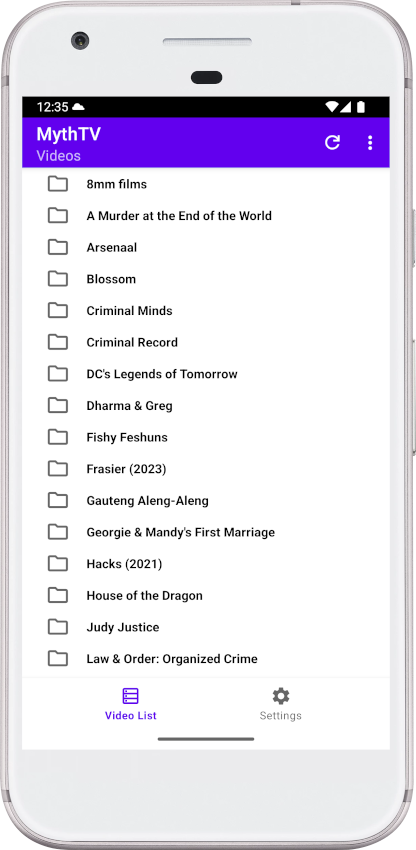 12:35
MythTV
Videos
8mm films
A Murder at the End of the World
Arsenaal
Blossom
Criminal Minds
Criminal Record
DC's Legends of Tomorrow
Dharma & Greg
Fishy Feshuns
Frasier (2023)
Gauteng Aleng-Aleng
Georgie & Mandy's First Marriage
Hacks (2021)
House of the Dragon
Judy Justice
Law & Order: Organized Crime
Video List
Settings